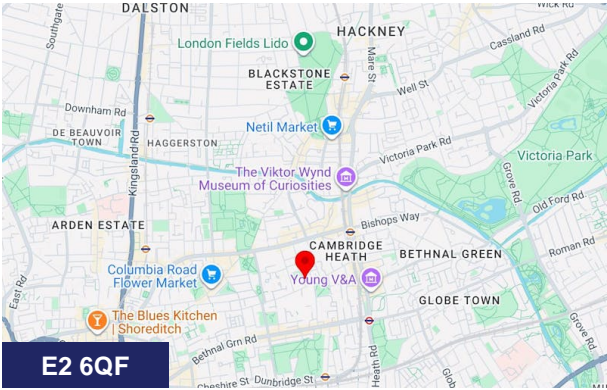 DALSTON
Wick Rd
Southgate
HACKNEY
London Fields Lido
Cassland Rd
Mare St
BLACKSTONE
ESTATE
Well St
Victoria Park Rd
Downham Rd
Netil Market
DE BEAUVOIR
TOWN
HAGGERSTON
Kingsland Rd
Victoria Park Rd
Victoria Park
The Viktor Wynd
Museum of Curiosities
Grove Rd
Old Ford Rd
ARDEN ESTATE
Bishops Way
CAMBRIDGE
HEATH
BETHNAL GREEN
Roman Rd
East Rd
Columbia Road
Flower Market
Young V&A
GLOBE TOWN
The Blues Kitchen
| Shoreditch
Bethnal Grn Rd
Heath Rd
Grove Rd
E2 6QF
Cheshire St
Dunbridge St